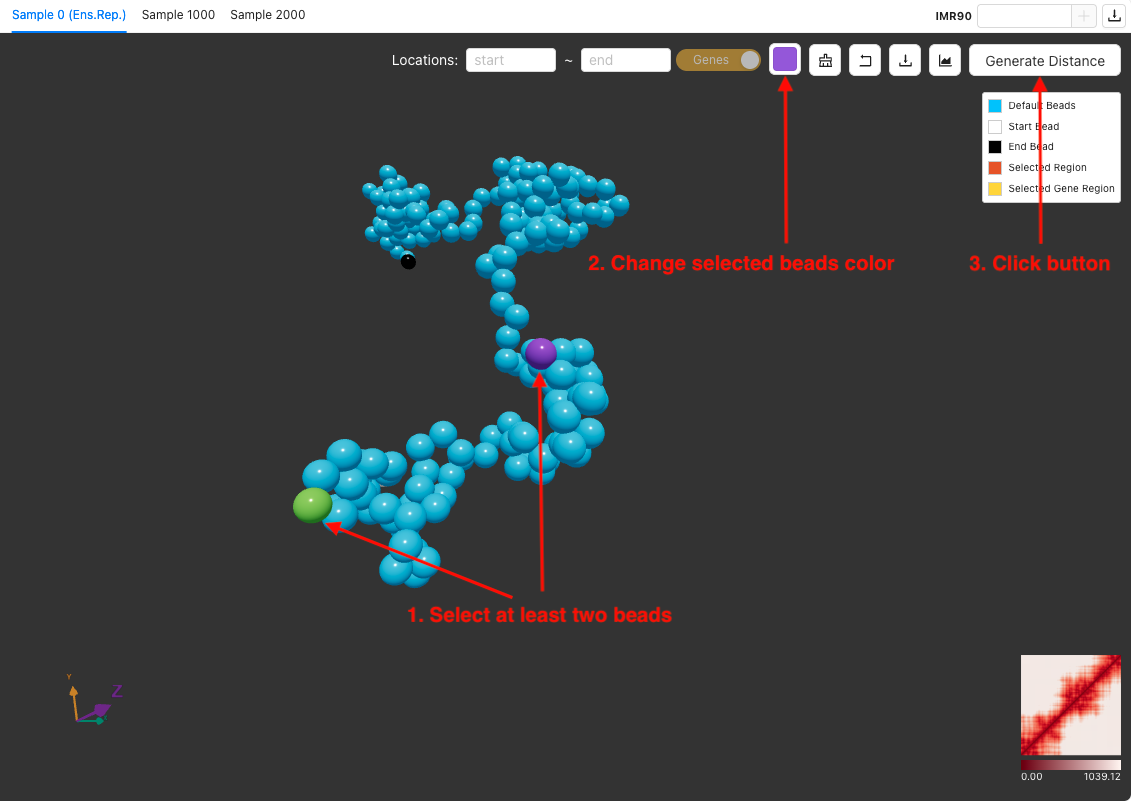 Sample 0 (Ens.Rep.) Sample 1000 Sample 2000 IMR90
Locations: start ~ end Genes Generate Distance
Default Beads
Start Bead
End Bead
Selected Region
Selected Gene Region
2. Change selected beads color
3. Click button
1. Select at least two beads
Y
Z
0.00 1039.12